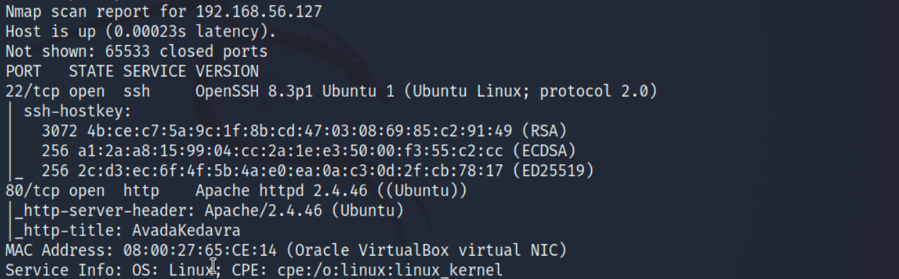 Nmap scan report for 192.168.56.127
Host is up (0.00023s latency).
Not shown: 65533 closed ports
PORT   STATE SERVICE VERSION
22/tcp open  ssh     OpenSSH 8.3p1 Ubuntu 1 (Ubuntu Linux; protocol 2.0)
| ssh-hostkey:
|   3072 4b:ce:c7:5a:9c:1f:8b:cd:47:03:08:69:85:c2:91:49 (RSA)
|   256 a1:2a:a8:15:99:04:cc:2a:1e:e3:50:00:f3:55:c2:cc (ECDSA)
|_  256 2c:d3:ec:6f:4f:5b:4a:e0:ea:0a:c3:0d:2f:cb:78:17 (ED25519)
80/tcp open  http    Apache httpd 2.4.46 ((Ubuntu))
|_http-server-header: Apache/2.4.46 (Ubuntu)
|_http-title: AvadaKedavra
MAC Address: 08:00:27:65:CE:14 (Oracle VirtualBox virtual NIC)
Service Info: OS: Linux; CPE: cpe:/o:linux:linux_kernel